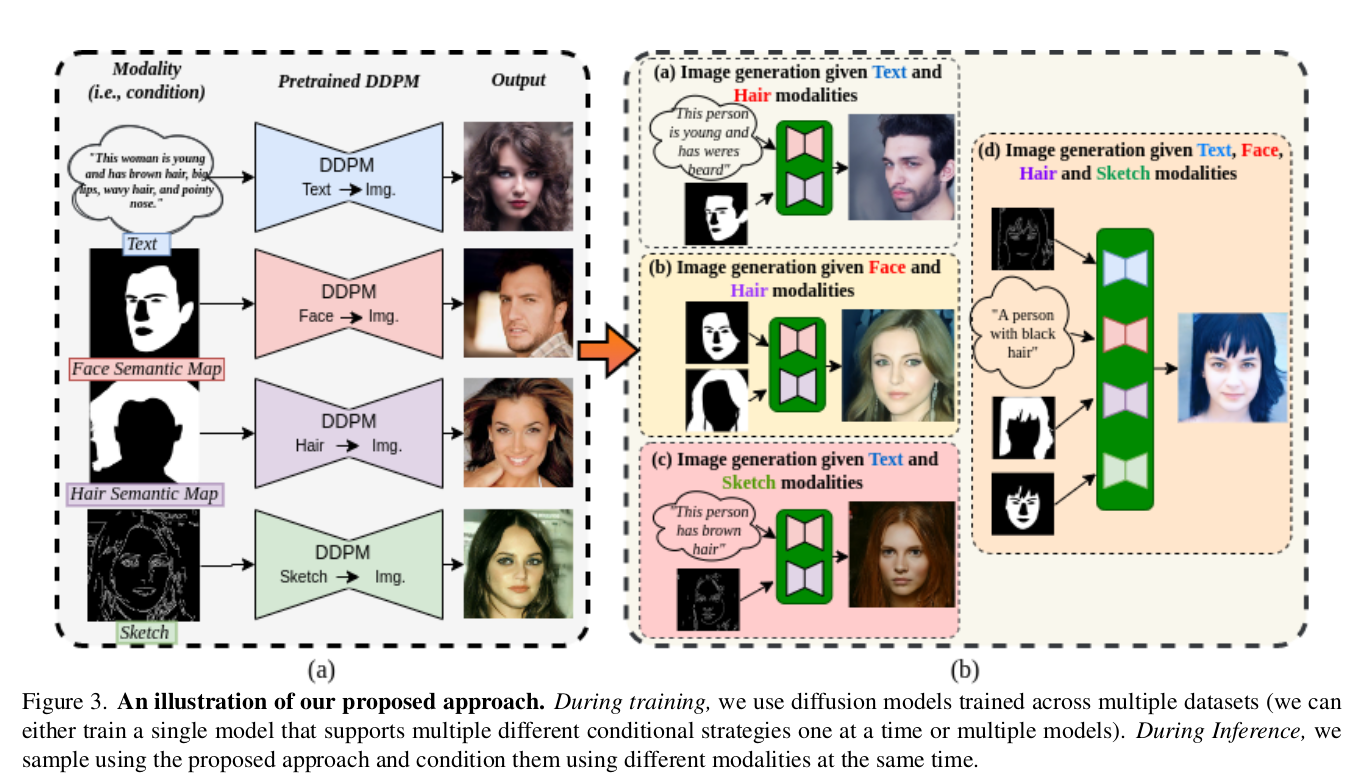 Modality
(i.e., condition)
Pretrained DDPM
Output
"This woman is young
and has brown hair, big
lips, wavy hair, and pointy
nose."
Text
DDPM
Text → Img.
Face Semantic Map
DDPM
Face → Img.
Hair Semantic Map
DDPM
Hair → Img.
Sketch
DDPM
Sketch → Img.
(a)
(a) Image generation given Text and
Hair modalities
"This person
is young and
has weres
beard"
(b) Image generation given Face and
Hair modalities
(c) Image generation given Text and
Sketch modalities
"This person
has brown
hair"
(d) Image generation given Text, Face,
Hair and Sketch modalities
"A person
with black
hair"
(b)
Figure 3. An illustration of our proposed approach. During training, we use diffusion models trained across multiple datasets (we can
either train a single model that supports multiple different conditional strategies one at a time or multiple models). During Inference, we
sample using the proposed approach and condition them using different modalities at the same time.